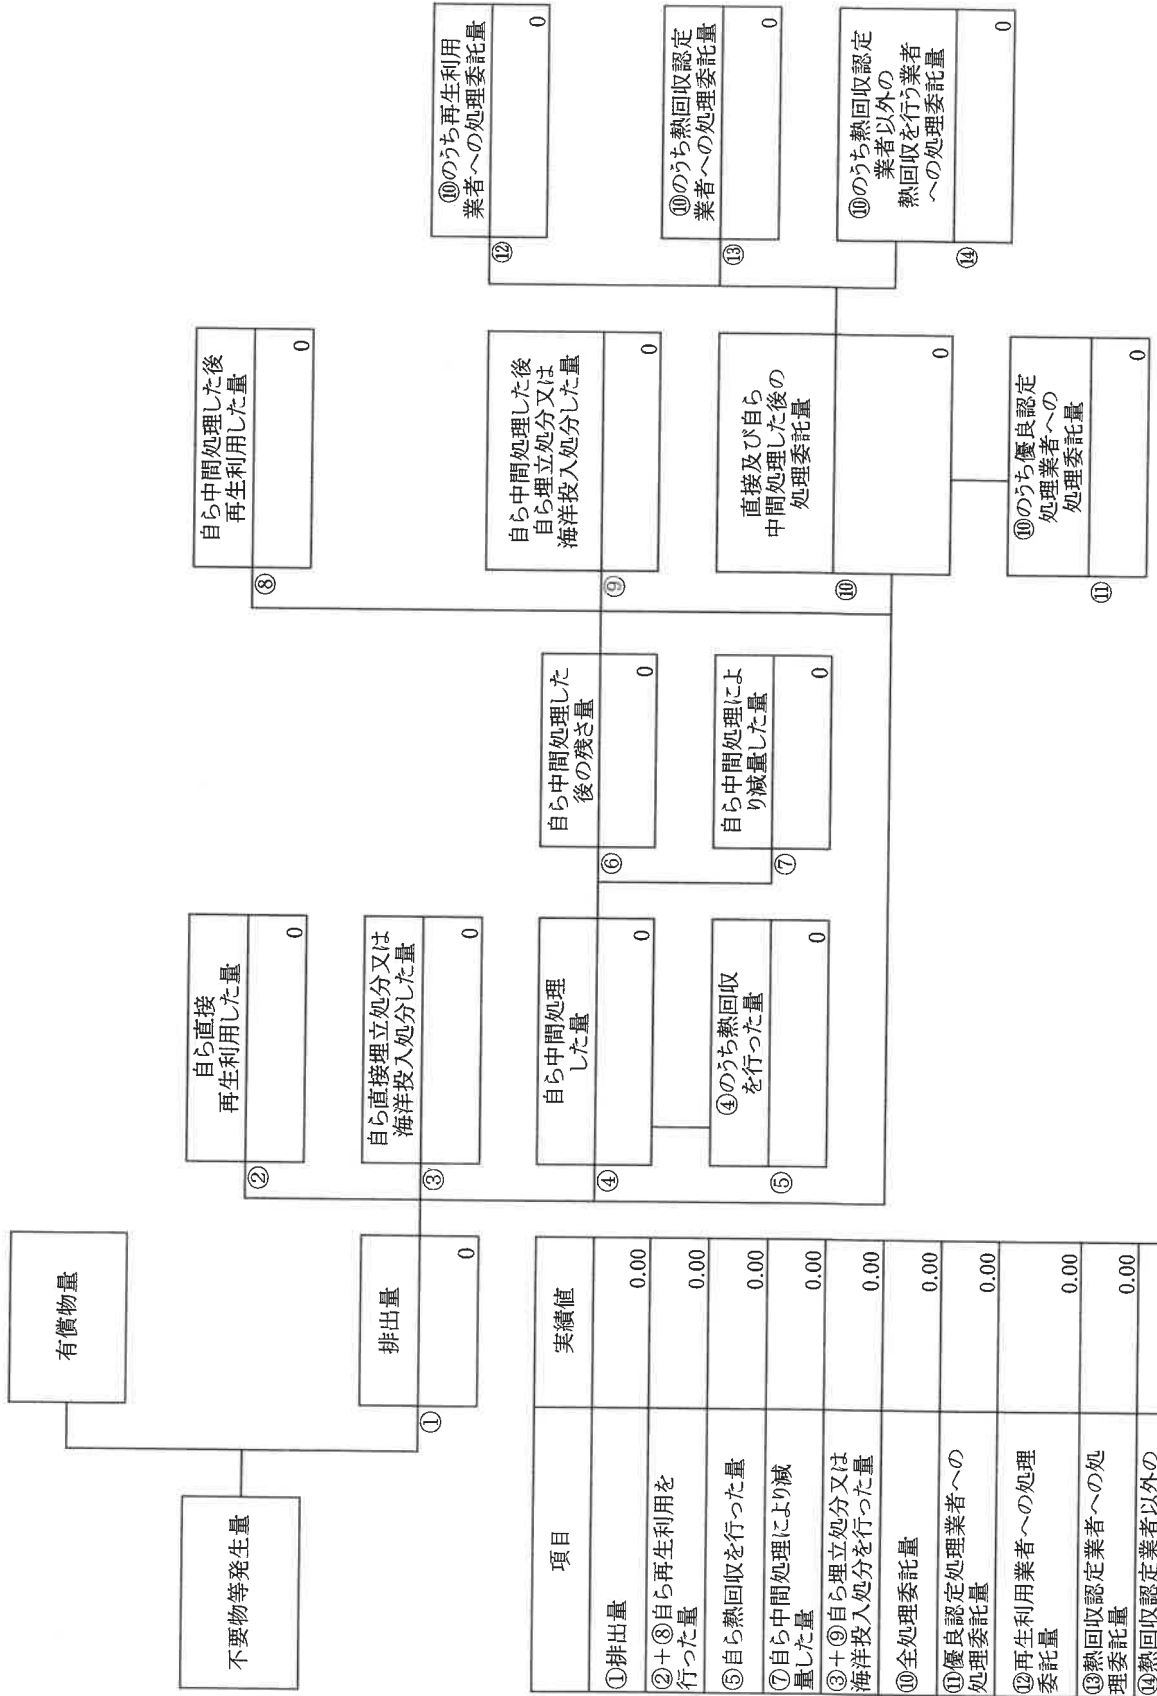 不要物等発生量
有償物量
①
排出量
0
②
自ら直接
再生利用した量
0
③
自ら直接埋立処分又は
海洋投入処分した量
0
④
自ら中間処理
した量
0
⑤
④のうち熱回収
を行った量
0
⑥
自ら中間処理した
後の残さ量
0
⑦
自ら中間処理によ
り減量した量
0
⑧
自ら中間処理した後
再生利用した量
0
⑨
自ら中間処理した後
自ら埋立処分又は
海洋投入処分した量
0
⑩
直接及び自ら
中間処理した後の
処理委託量
0
⑪
⑩のうち優良認定
処理業者への
処理委託量
0
⑫
⑩のうち再生利用
業者への処理委託量
0
⑬
⑩のうち熱回収認定
業者への処理委託量
0
⑭
⑩のうち熱回収認定
業者以外の
熱回収を行う業者
への処理委託量
0
項目 実績値
①排出量 0.00
②+⑧自ら再生利用を
行った量 0.00
⑤自ら熱回収を行った量 0.00
⑦自ら中間処理により減
量した量 0.00
③+⑨自ら埋立処分又は
海洋投入処分を行った量 0.00
⑩全処理委託量 0.00
⑪優良認定処理業者への
処理委託量 0.00
⑫再生利用業者への処理
委託量 0.00
⑬熱回収認定業者への処
理委託量 0.00
⑭熱回収認定業者以外の